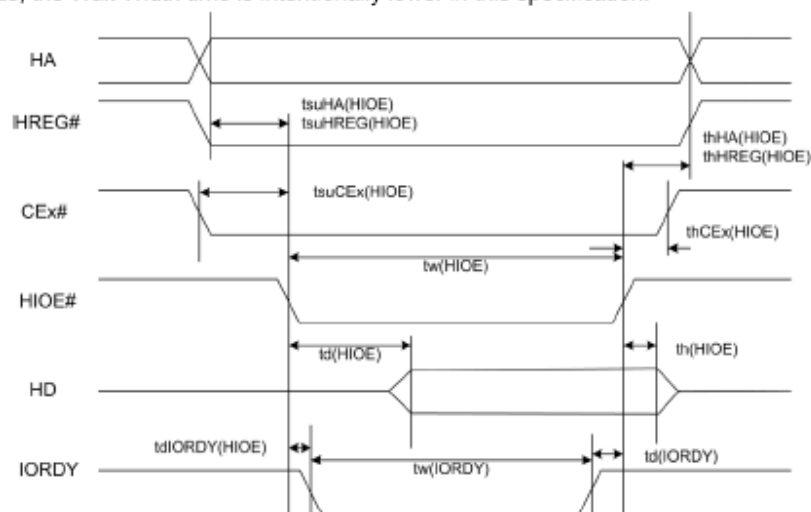 the Wait Width time is intentionally lower in this specification.
HA
tsuHA(HIOE)
HREG#
tsuHREG(HIOE)
thHA(HIOE)
thHREG(HIOE)
tsuCEx(HIOE)
CEx#
thCEx(HIOE)
tw(HIOE)
HIOE#
td(HIOE)
th(HIOE)
HD
tdIORDY(HIOE)
tw(IORDY)
td(IORDY)
IORDY